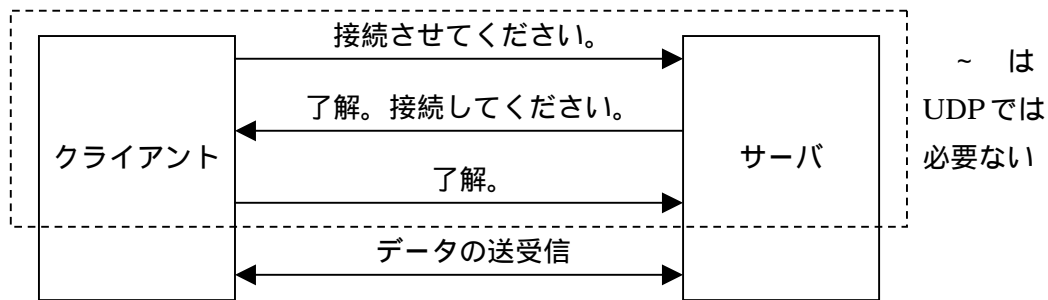 接続させてください。
了解。接続してください。
クライアント
サーバ
了解。
データの送受信
~ は
UDPでは
必要ない